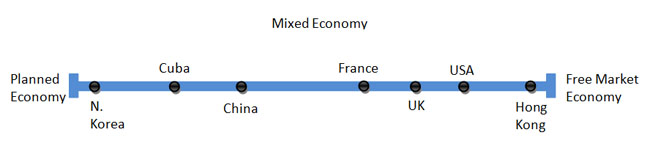 Mixed Economy
Planned
Economy
N.
Korea
Cuba
China
France
UK
USA
Hong
Kong
Free Market
Economy